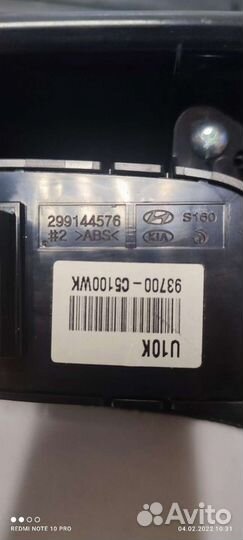 299144576
#2 >ABS<
S160
KIA
93700-C5100WK
U10K
REDMI NOTE 10 PRO
Avito
04.02.2022 10:31